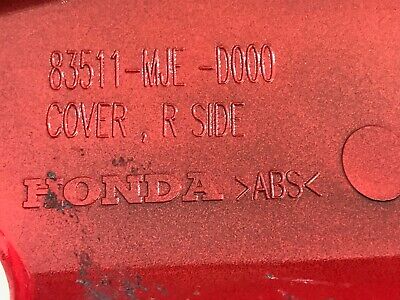 83511-MJE -D000
COVER , R SIDE
HONDA >ABS<